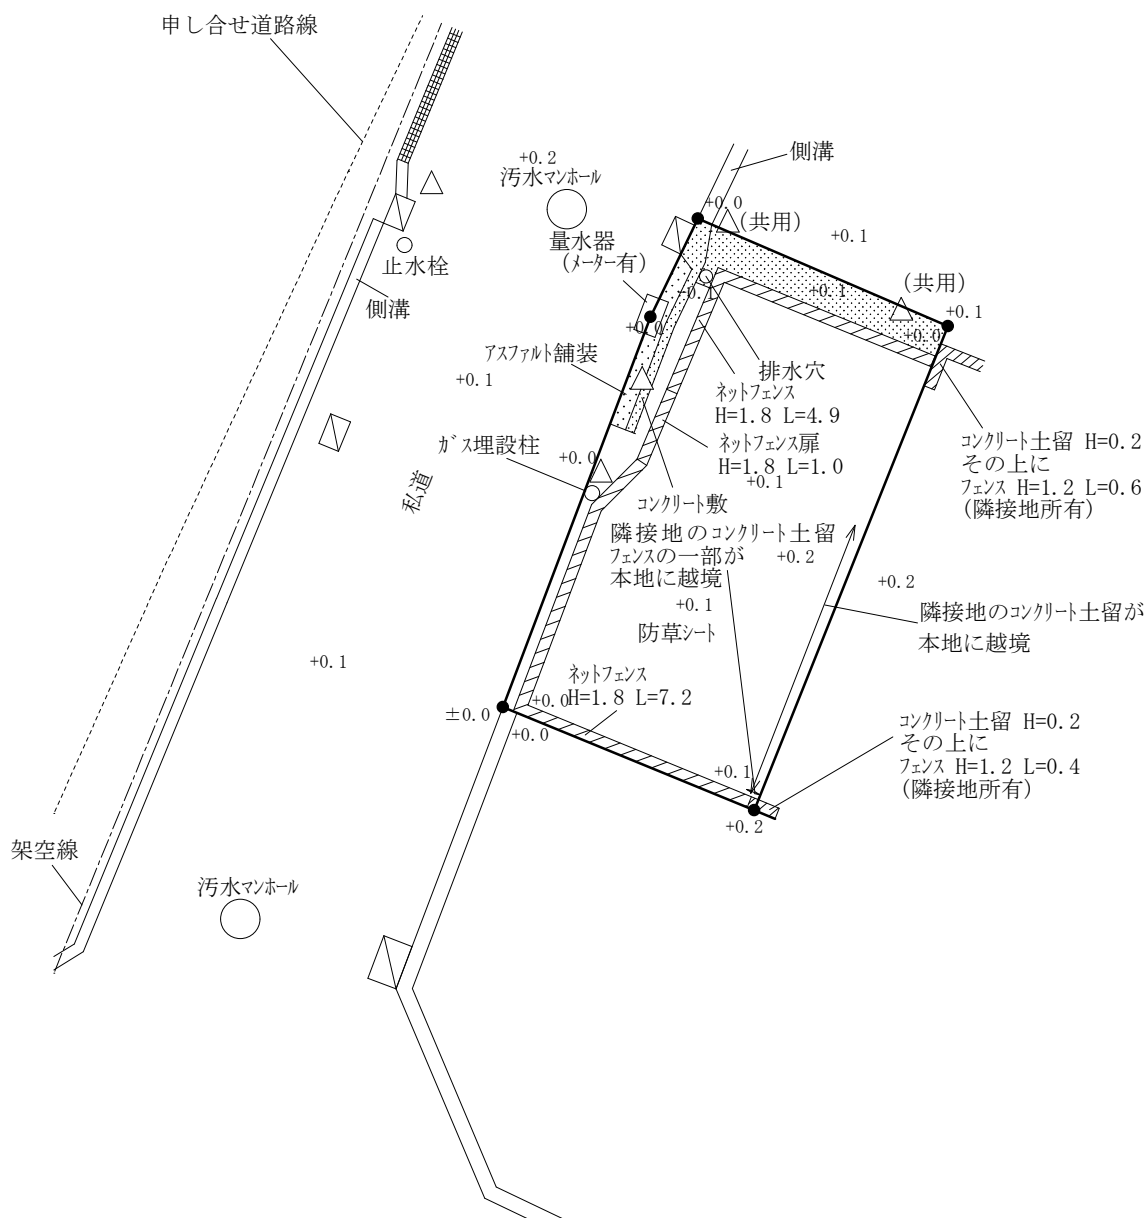 申し合せ道路線
+0.2
汚水マンホール
側溝
+0.0
(共用)
+0.1
量水器
(メーター有)
止水栓
側溝
-0.1
+0.1
(共用)
+0.1
+0.0
+0.0
アスファルト舗装
+0.1
排水穴
ネットフェンス
H=1.8 L=4.9
ネットフェンス扉
H=1.8 L=1.0
+0.1
ガス埋設柱
+0.0
私道
コンクリート敷
コンクリート土留 H=0.2
その上に
フェンス H=1.2 L=0.6
(隣接地所有)
隣接地のコンクリート土留
フェンスの一部が
本地に越境
+0.2
+0.2
+0.1
防草シート
隣接地のコンクリート土留が
本地に越境
+0.1
ネットフェンス
H=1.8 L=7.2
+0.0
±0.0
+0.0
コンクリート土留 H=0.2
その上に
フェンス H=1.2 L=0.4
(隣接地所有)
+0.1
+0.2
架空線
汚水マンホール